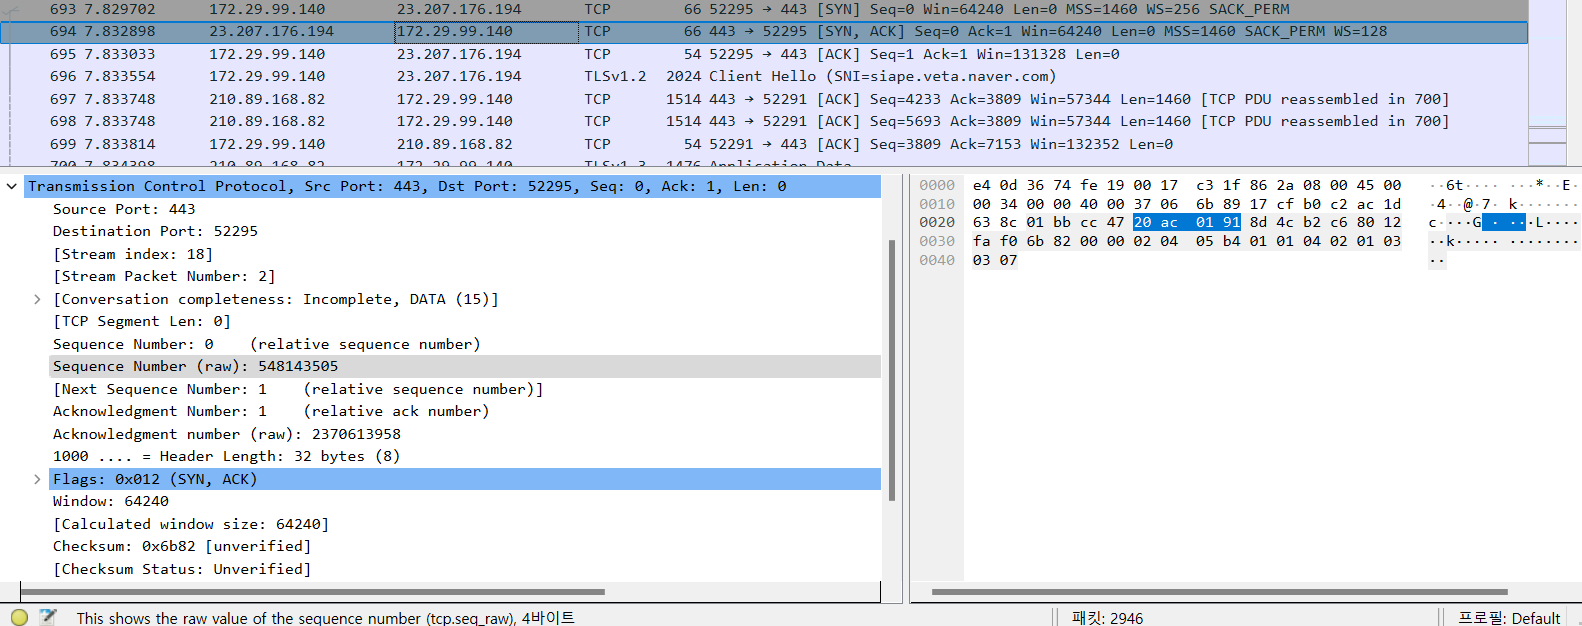 693 7.829702 172.29.99.140 23.207.176.194 TCP 66 52295 → 443 [SYN] Seq=0 Win=64240 Len=0 MSS=1460 WS=256 SACK_PERM
694 7.832898 23.207.176.194 172.29.99.140 TCP 66 443 → 52295 [SYN, ACK] Seq=0 Ack=1 Win=64240 Len=0 MSS=1460 SACK_PERM WS=128
695 7.833033 172.29.99.140 23.207.176.194 TCP 54 52295 → 443 [ACK] Seq=1 Ack=1 Win=131328 Len=0
696 7.833554 172.29.99.140 23.207.176.194 TLSv1.2 2024 Client Hello (SNI=siape.veta.naver.com)
697 7.833748 210.89.168.82 172.29.99.140 TCP 1514 443 → 52291 [ACK] Seq=4233 Ack=3809 Win=57344 Len=1460 [TCP PDU reassembled in 700]
698 7.833748 210.89.168.82 172.29.99.140 TCP 1514 443 → 52291 [ACK] Seq=5693 Ack=3809 Win=57344 Len=1460 [TCP PDU reassembled in 700]
699 7.833814 172.29.99.140 210.89.168.82 TCP 54 52291 → 443 [ACK] Seq=3809 Ack=7153 Win=132352 Len=0
700 7.834398 210.89.168.82 172.29.99.140 TLSv1.3 1476 Application Data
Transmission Control Protocol, Src Port: 443, Dst Port: 52295, Seq: 0, Ack: 1, Len: 0
Source Port: 443
Destination Port: 52295
[Stream index: 18]
[Stream Packet Number: 2]
[Conversation completeness: Incomplete, DATA (15)]
[TCP Segment Len: 0]
Sequence Number: 0 (relative sequence number)
Sequence Number (raw): 548143505
[Next Sequence Number: 1 (relative sequence number)]
Acknowledgment Number: 1 (relative ack number)
Acknowledgment number (raw): 2370613958
1000 .... = Header Length: 32 bytes (8)
Flags: 0x012 (SYN, ACK)
Window: 64240
[Calculated window size: 64240]
Checksum: 0x6b82 [unverified]
[Checksum Status: Unverified]
0000 e4 0d 36 74 fe 19 00 17 c3 1f 86 2a 08 00 45 00 ··6t···· ···*··E·
0010 00 34 00 00 40 00 37 06 6b 89 17 cf b0 c2 ac 1d ·4··@·7· k·······
0020 63 8c 01 bb cc 47 20 ac 01 91 8d 4c b2 c6 80 12 c····G · ···L····
0030 fa f0 6b 82 00 00 02 04 05 b4 01 01 04 02 01 03 ··k····· ········
0040 03 07 ··
This shows the raw value of the sequence number (tcp.seq_raw), 4바이트
패킷: 2946
프로필: Default